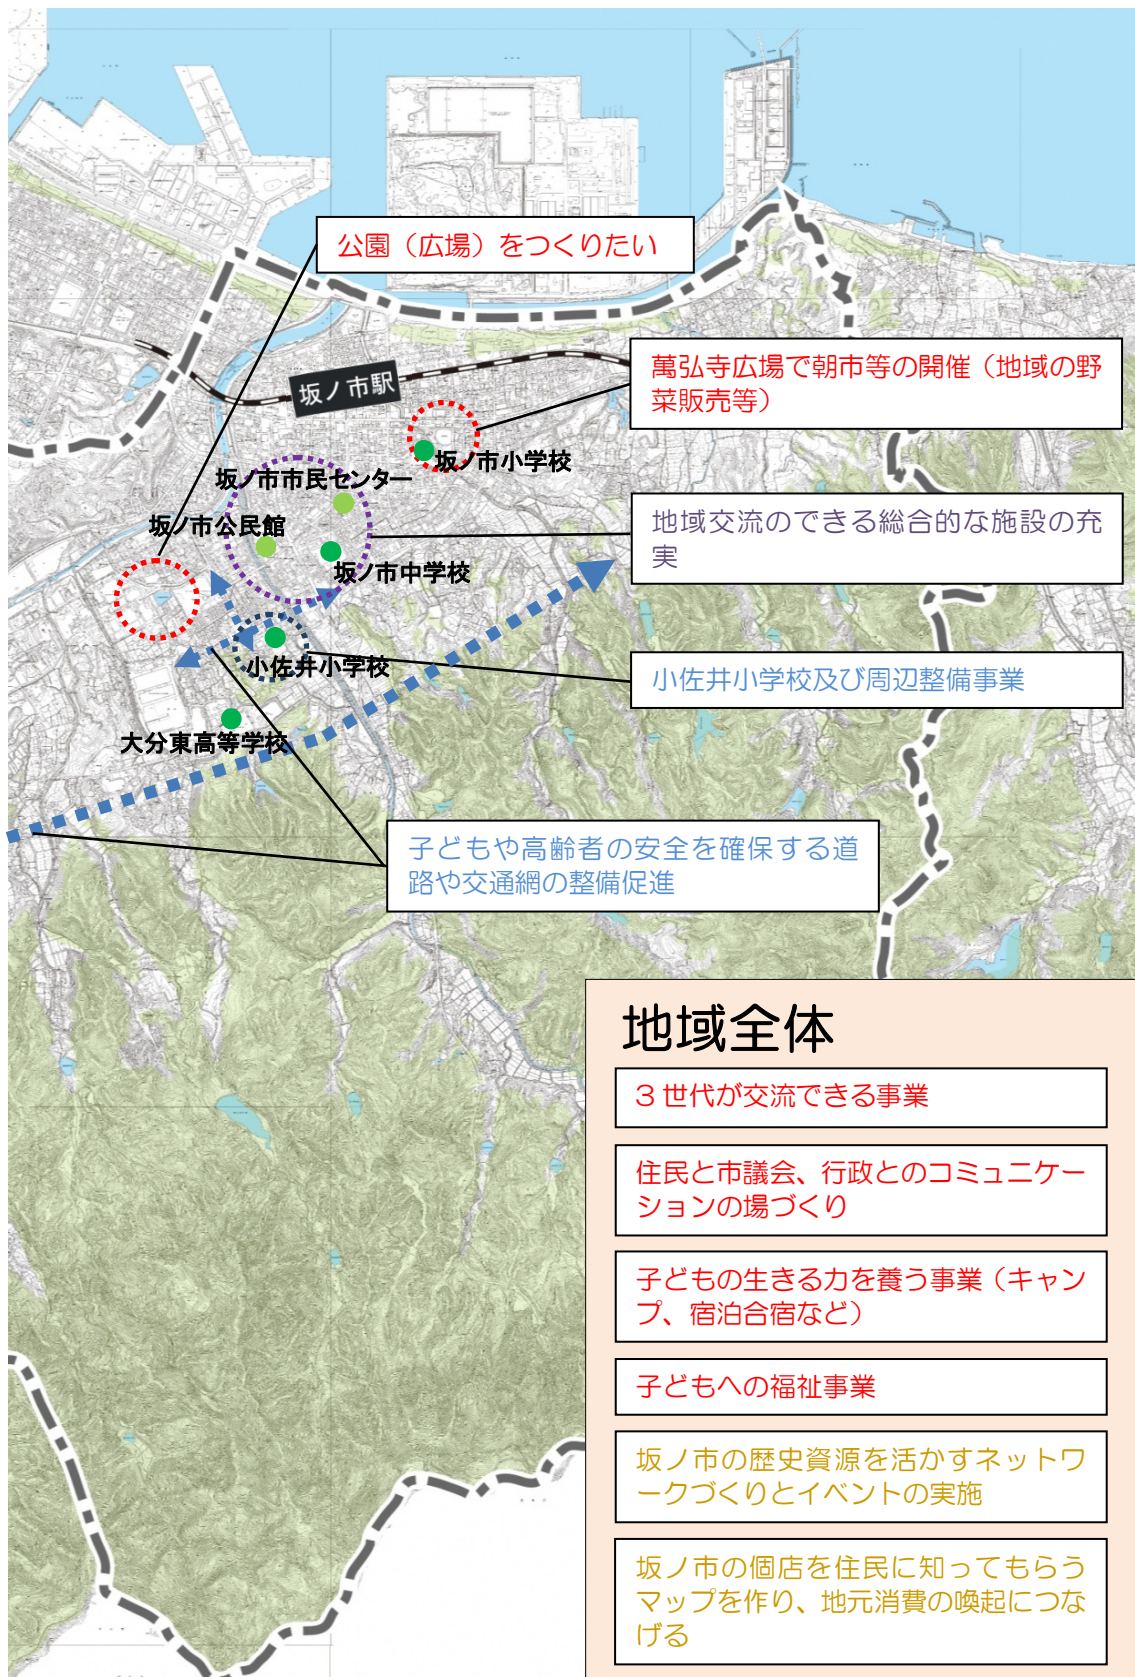 公園（広場）をつくりたい
萬弘寺広場で朝市等の開催（地域の野
菜販売等）
坂ノ市駅
坂ノ市小学校
坂ノ市市民センター
坂ノ市公民館
地域交流のできる総合的な施設の充
実
坂ノ市中学校
小佐井小学校
小佐井小学校及び周辺整備事業
大分東高等学校
子どもや高齢者の安全を確保する道
路や交通網の整備促進
地域全体
3 世代が交流できる事業
住民と市議会、行政とのコミュニケー
ションの場づくり
子どもの生きる力を養う事業（キャン
プ、宿泊合宿など）
子どもへの福祉事業
坂ノ市の歴史資源を活かすネットワ
ークづくりとイベントの実施
坂ノ市の個店を住民に知ってもらう
マップを作り、地元消費の喚起につな
げる